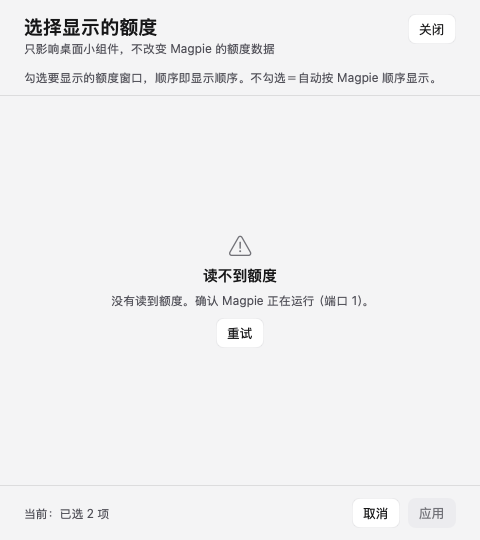 选择显示的额度
关闭
只影响桌面小组件，不改变 Magpie 的额度数据
勾选要显示的额度窗口，顺序即显示顺序。不勾选＝自动按 Magpie 顺序显示。
读不到额度
没有读到额度。确认 Magpie 正在运行（端口 1）。
重试
当前：已选 2 项
取消
应用